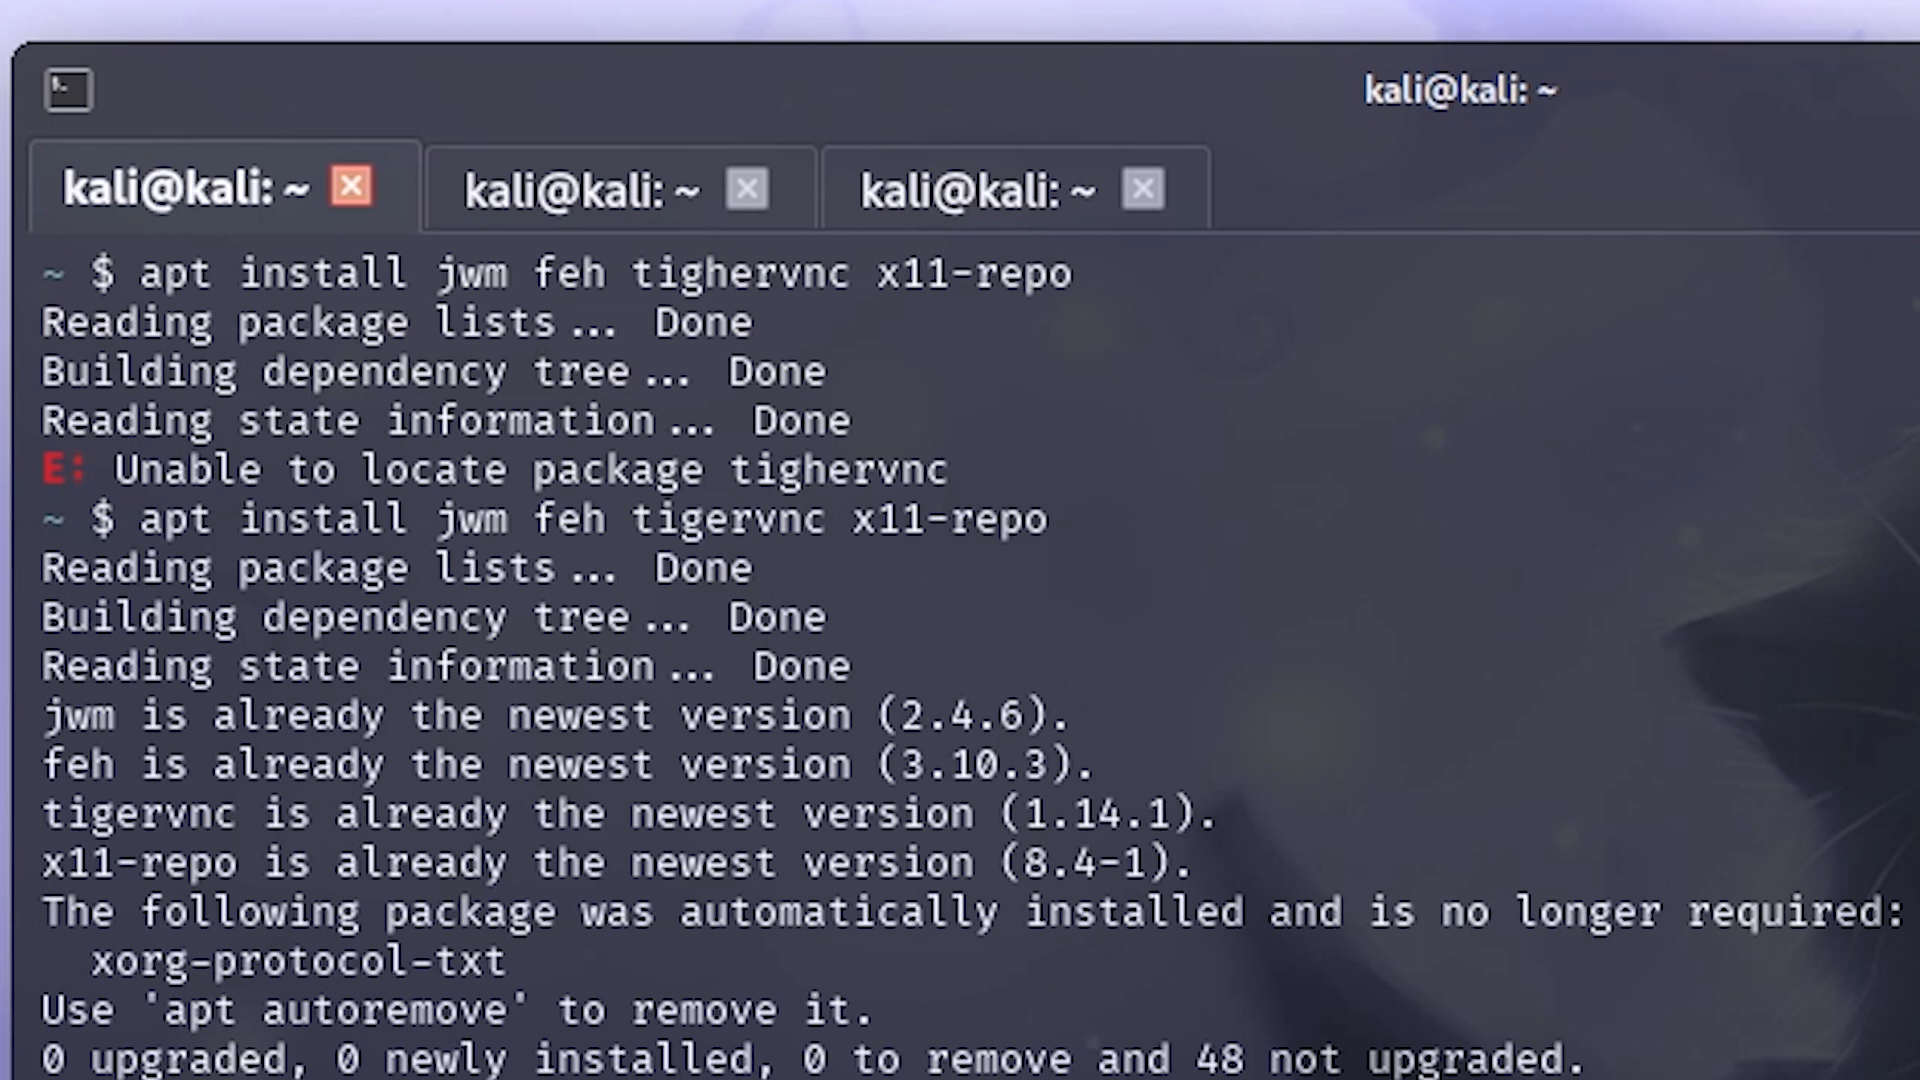 kali@kali: ~
kali@kali: ~ kali@kali: ~ kali@kali: ~
~ $ apt install jwm feh tighervnc x11-repo
Reading package lists... Done
Building dependency tree... Done
Reading state information... Done
E: Unable to locate package tighervnc
~ $ apt install jwm feh tigervnc x11-repo
Reading package lists... Done
Building dependency tree... Done
Reading state information... Done
jwm is already the newest version (2.4.6).
feh is already the newest version (3.10.3).
tigervnc is already the newest version (1.14.1).
x11-repo is already the newest version (8.4-1).
The following package was automatically installed and is no longer required:
  xorg-protocol-txt
Use 'apt autoremove' to remove it.
0 upgraded, 0 newly installed, 0 to remove and 48 not upgraded.